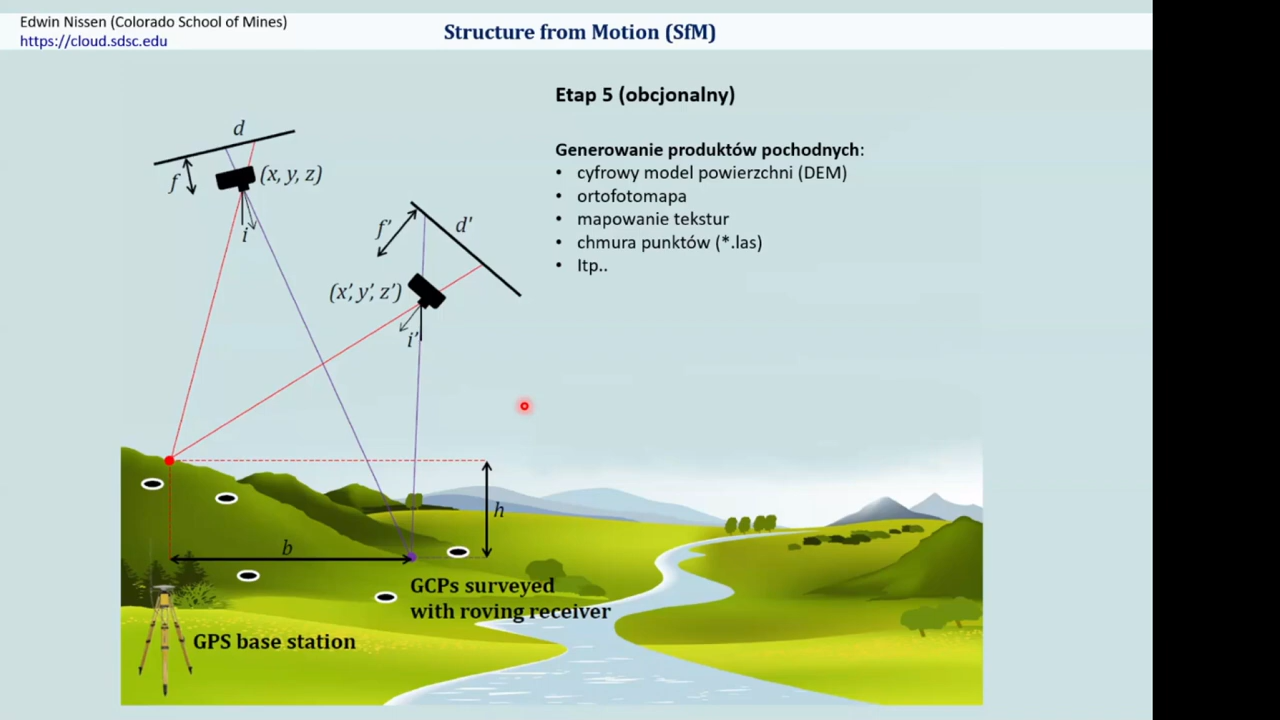 Edwin Nissen (Colorado School of Mines)
https://cloud.sdsc.edu
Structure from Motion (SfM)
Etap 5 (obcjonalny)
Generowanie produktów pochodnych:
• cyfrowy model powierzchni (DEM)
• ortofotomapa
• mapowanie tekstur
• chmura punktów (*.las)
• Itp..
d
f
(x, y, z)
i
f'
d'
(x', y', z')
i'
h
b
GCPs surveyed
with roving receiver
GPS base station